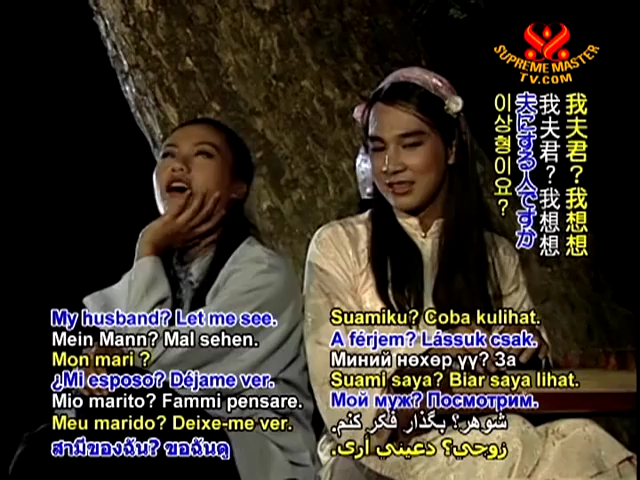 SUPREME MASTER
TV.COM
我夫君？我想想
我夫君？我想想
夫にする人ですか
이상형이요?
My husband? Let me see.
Mein Mann? Mal sehen.
Mon mari ?
¿Mi esposo? Déjame ver.
Mio marito? Fammi pensare.
Meu marido? Deixe-me ver.
สามีของฉัน? ขอฉันดู
Suamiku? Coba kulihat.
A férjem? Lássuk csak.
Миний нөхөр үү? За
Suami saya? Biar saya lihat.
Мой муж? Посмотрим.
شوهر؟ بگذار فکر کنم.
زوجي؟ دعيني أرى.